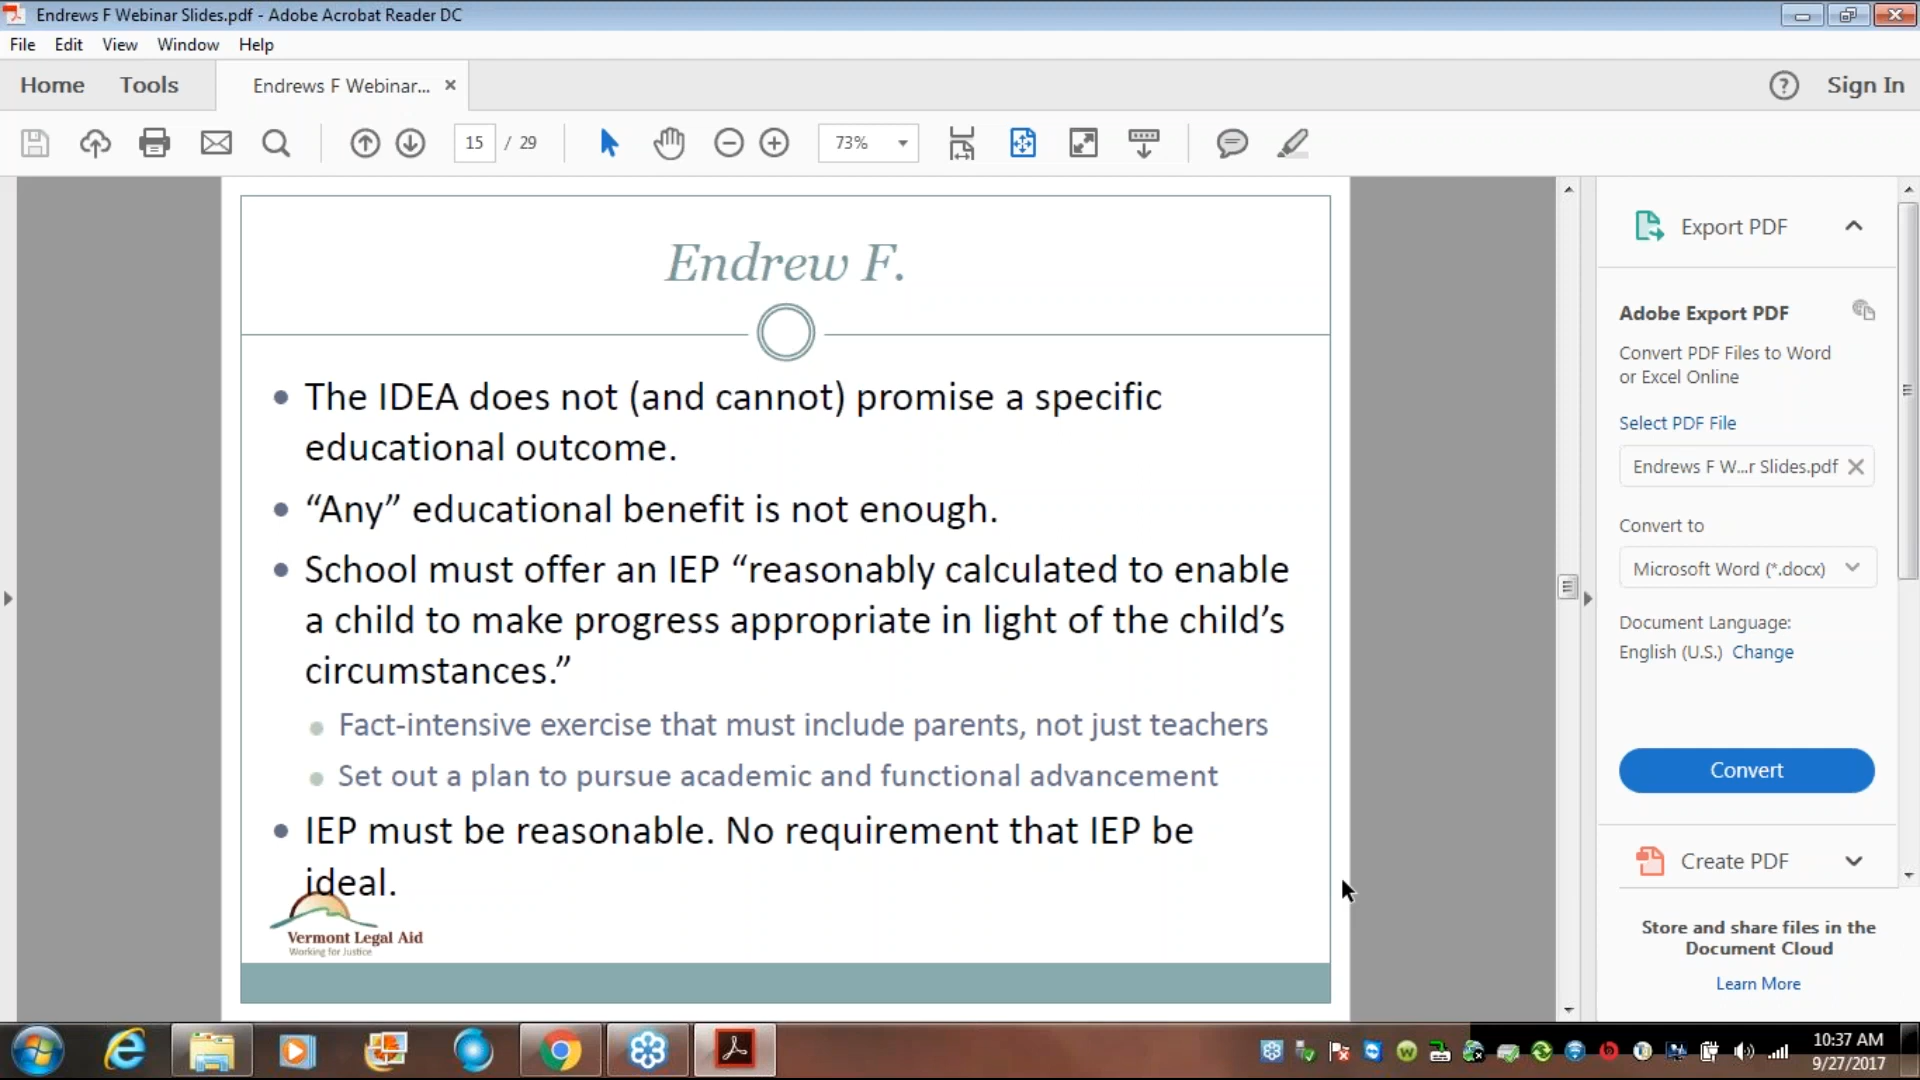 Endrews F Webinar Slides.pdf - Adobe Acrobat Reader DC
File Edit View Window Help
Home Tools Endrews F Webinar... × ? Sign In
15 / 29 73%
Endrew F.
• The IDEA does not (and cannot) promise a specific
educational outcome.
• “Any” educational benefit is not enough.
• School must offer an IEP “reasonably calculated to enable
a child to make progress appropriate in light of the child’s
circumstances.”
• Fact-intensive exercise that must include parents, not just teachers
• Set out a plan to pursue academic and functional advancement
• IEP must be reasonable. No requirement that IEP be
ideal.
Vermont Legal Aid
Working for Justice
Export PDF
Adobe Export PDF
Convert PDF Files to Word
or Excel Online
Select PDF File
Endrews F W...r Slides.pdf
Convert to
Microsoft Word (*.docx)
Document Language:
English (U.S.) Change
Convert
Create PDF
Store and share files in the
Document Cloud
Learn More
10:37 AM
9/27/2017